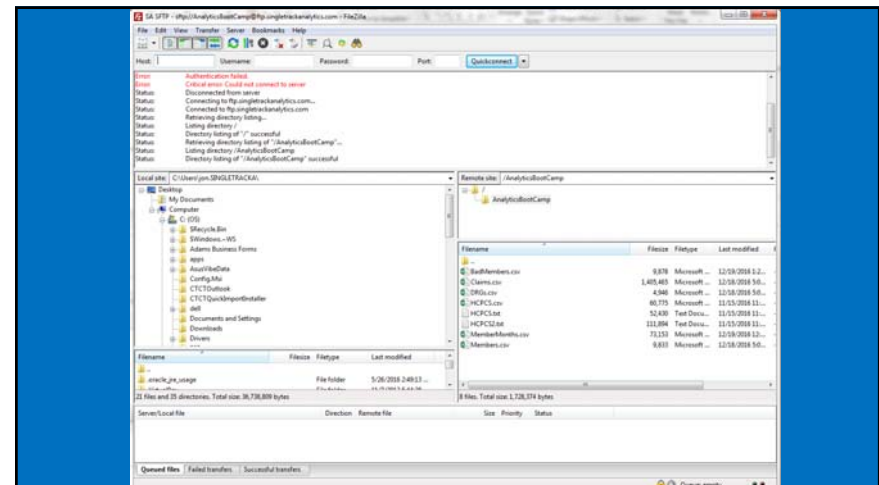 SA SFTP - sftp://AnalyticsBootCamp@ftp.singletrackanalytics.com - FileZilla
File Edit View Transfer Server Bookmarks Help
Host: Username: Password: Port: Quickconnect
Error: Authentication failed.
Error: Critical error: Could not connect to server
Status: Disconnected from server
Status: Connecting to ftp.singletrackanalytics.com...
Status: Connected to ftp.singletrackanalytics.com
Status: Retrieving directory listing...
Status: Listing directory /
Status: Directory listing of "/" successful
Status: Retrieving directory listing of "/AnalyticsBootCamp"...
Status: Listing directory /AnalyticsBootCamp
Status: Directory listing of "/AnalyticsBootCamp" successful
Local site: C:\Users\jon.SINGLETRACKA\
Desktop
My Documents
Computer
C: (OS)
$Recycle.Bin
$Windows.~WS
Adams Business Forms
apps
AsusVibeData
Config.Msi
CTCTOutlook
CTCTQuickImportInstaller
dell
Documents and Settings
Downloads
Drivers
Filename Filesize Filetype Last modified
..
.oracle_jre_usage File folder 5/26/2016 2:49:13 ...
21 files and 35 directories. Total size: 36,736,809 bytes
Remote site: /AnalyticsBootCamp
/
AnalyticsBootCamp
Filename Filesize Filetype Last modified
..
BadMembers.csv 9,878 Microsoft ... 12/19/2016 1:2...
Claims.csv 1,405,465 Microsoft ... 12/18/2016 5:0...
DRGs.csv 4,946 Microsoft ... 12/18/2016 5:0...
HCPCS.csv 60,775 Microsoft ... 11/15/2016 11:...
HCPCS.txt 52,430 Text Docu... 11/15/2016 11:...
HCPCS2.txt 111,894 Text Docu... 11/15/2016 11:...
MemberMonths.csv 73,153 Microsoft ... 12/19/2016 12:...
Members.csv 9,833 Microsoft ... 12/18/2016 5:0...
8 files. Total size: 1,728,374 bytes
Server/Local file Direction Remote file Size Priority Status
Queued files Failed transfers Successful transfers
Queue: empty